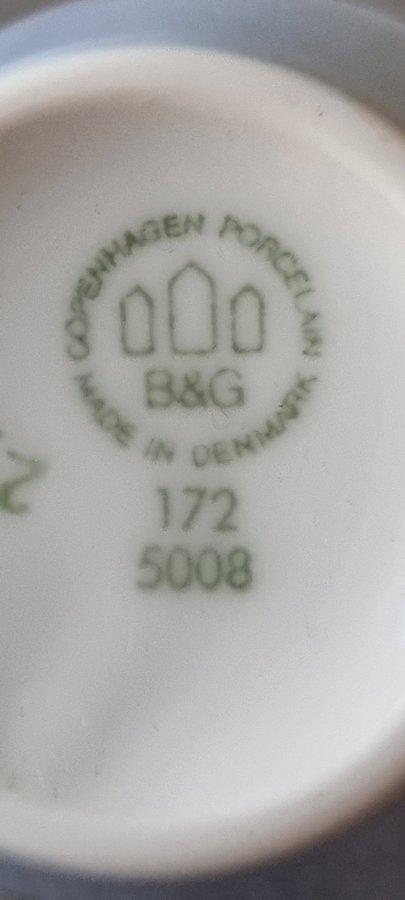 COPENHAGEN PORCELAIN
B&G
MADE IN DENMARK
172
5008